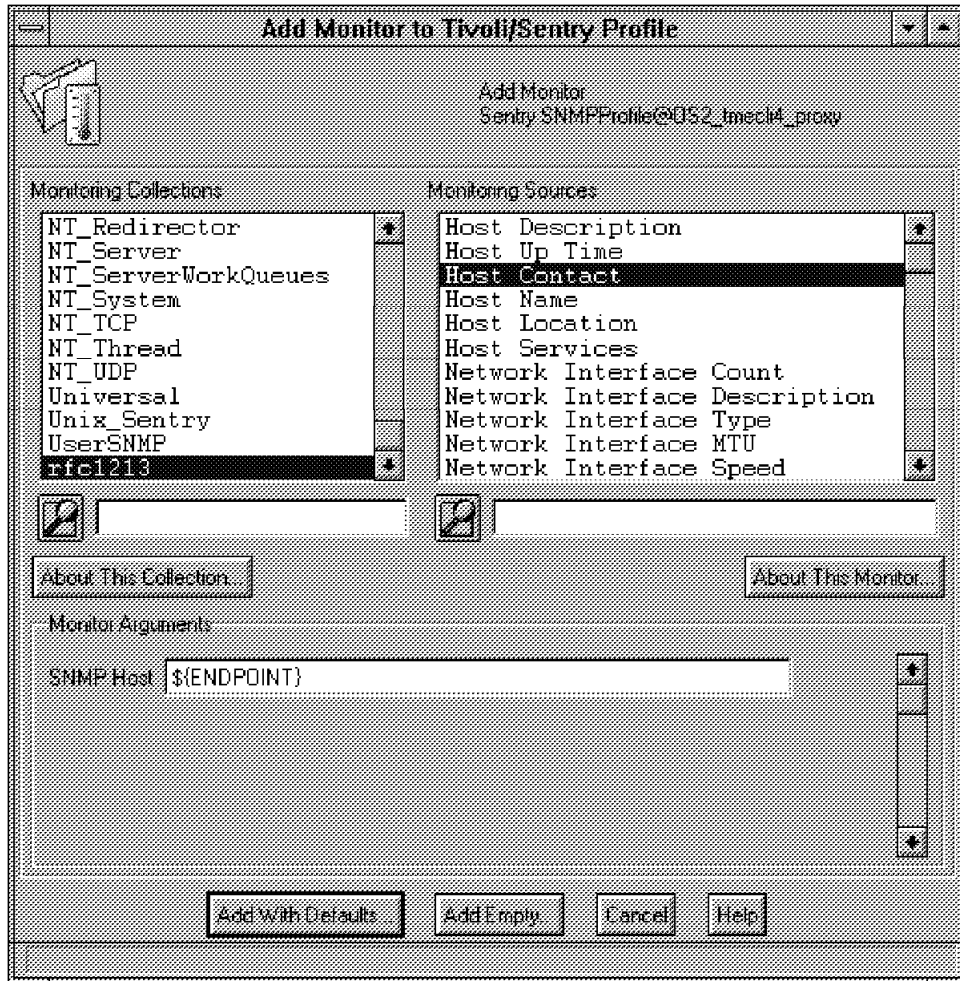 Add Monitor to Tivoli/Sentry Profile
Add Monitor
Sentry SNMPProfile@OS2_tmecli4_proxy
Monitoring Collections
NT_Redirector
NT_Server
NT_ServerWorkQueues
NT_System
NT_TCP
NT_Thread
NT_UDP
Universal
Unix_Sentry
UserSNMP
rfc1213
Monitoring Sources
Host Description
Host Up Time
Host Contact
Host Name
Host Location
Host Services
Network Interface Count
Network Interface Description
Network Interface Type
Network Interface MTU
Network Interface Speed
About This Collection...
About This Monitor...
Monitor Arguments
SNMP Host ${ENDPOINT}
Add With Defaults... Add Empty... Cancel Help